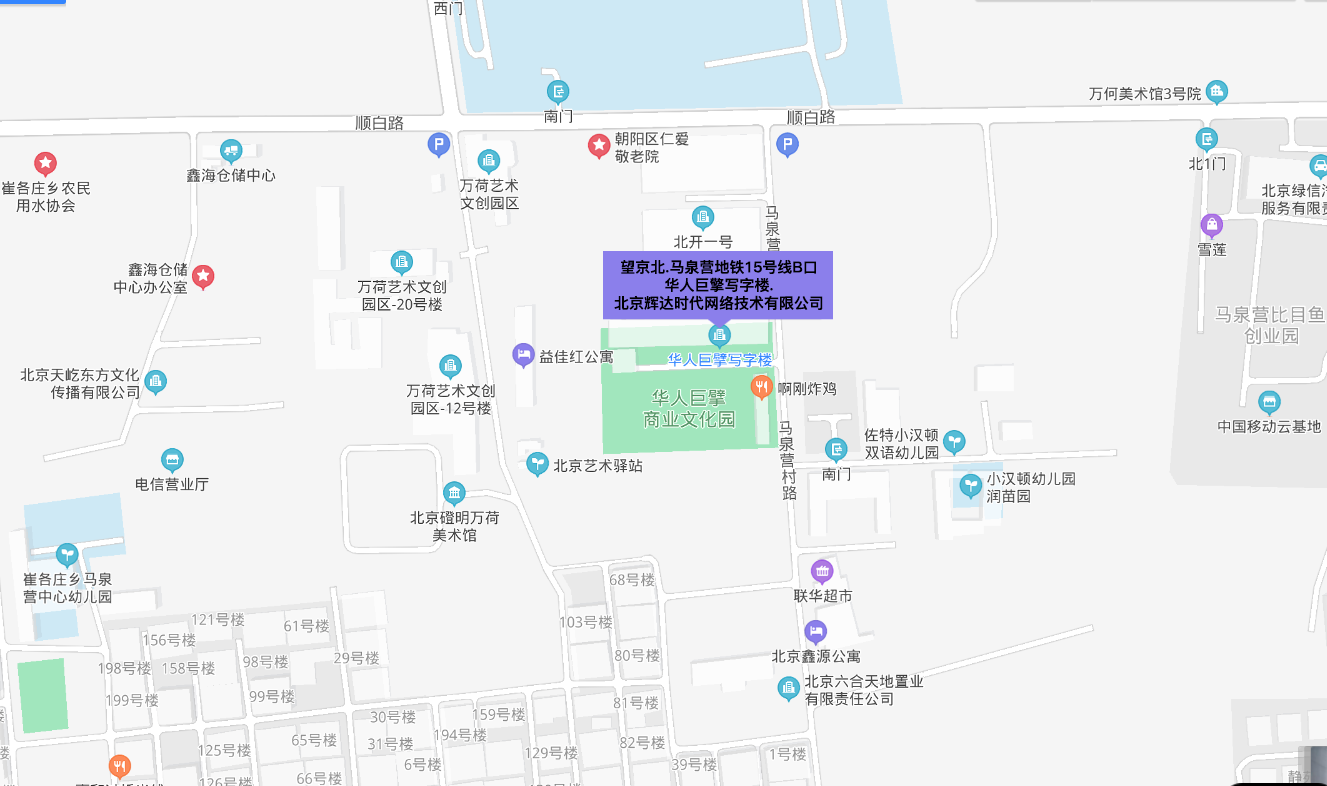 西门
南门
万何美术馆3号院
顺白路
顺白路
朝阳区仁爱
敬老院
北1门
鑫海仓储中心
崔各庄乡农民
用水协会
万荷艺术
文创园区
北京绿信汽
服务有限责
马泉营
北开一号
雪莲
望京北.马泉营地铁15号线B口
华人巨擎写字楼.
北京辉达时代网络技术有限公司
鑫海仓储
中心办公室
万荷艺术文创
园区-20号楼
马泉营比目鱼
创业园
益佳红公寓
华人巨擘写字楼
北京天屹东方文化
传播有限公司
万荷艺术文创
园区-12号楼
华人巨擘
商业文化园
啊刚炸鸡
中国移动云基地
马泉营村路
佐特小汉顿
双语幼儿园
北京艺术驿站
南门
电信营业厅
小汉顿幼儿园
润苗园
北京磴明万荷
美术馆
崔各庄乡马泉
营中心幼儿园
68号楼
联华超市
121号楼
61号楼
103号楼
156号楼
29号楼
80号楼
北京鑫源公寓
198号楼
158号楼
98号楼
199号楼
99号楼
北京六合天地置业
有限责任公司
30号楼
159号楼
81号楼
194号楼
65号楼
31号楼
82号楼
125号楼
129号楼
1号楼
6号楼
39号楼
66号楼
126号楼
楼